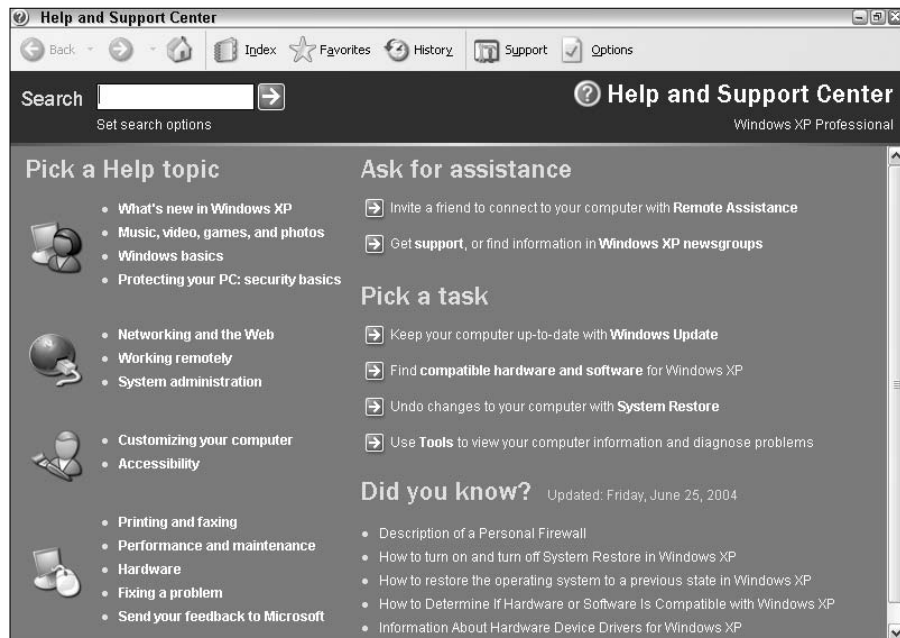 Help and Support Center
Back
Index
Favorites
History
Support
Options
Search
Set search options
Help and Support Center
Windows XP Professional
Pick a Help topic
What's new in Windows XP
Music, video, games, and photos
Windows basics
Protecting your PC: security basics
Networking and the Web
Working remotely
System administration
Customizing your computer
Accessibility
Printing and faxing
Performance and maintenance
Hardware
Fixing a problem
Send your feedback to Microsoft
Ask for assistance
Invite a friend to connect to your computer with Remote Assistance
Get support, or find information in Windows XP newsgroups
Pick a task
Keep your computer up-to-date with Windows Update
Find compatible hardware and software for Windows XP
Undo changes to your computer with System Restore
Use Tools to view your computer information and diagnose problems
Did you know? Updated: Friday, June 25, 2004
Description of a Personal Firewall
How to turn on and turn off System Restore in Windows XP
How to restore the operating system to a previous state in Windows XP
How to Determine If Hardware or Software Is Compatible with Windows XP
Information About Hardware Device Drivers for Windows XP